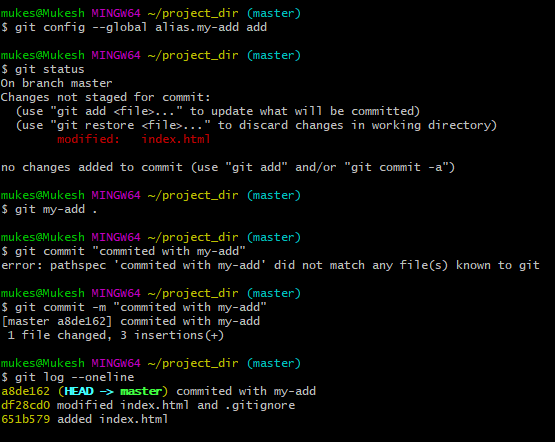 mukes@Mukesh MINGW64 ~/project_dir (master)
$ git config --global alias.my-add add
mukes@Mukesh MINGW64 ~/project_dir (master)
$ git status
On branch master
Changes not staged for commit:
  (use "git add <file>..." to update what will be committed)
  (use "git restore <file>..." to discard changes in working directory)
        modified:   index.html
no changes added to commit (use "git add" and/or "git commit -a")
mukes@Mukesh MINGW64 ~/project_dir (master)
$ git my-add .
mukes@Mukesh MINGW64 ~/project_dir (master)
$ git commit "commited with my-add"
error: pathspec 'commited with my-add' did not match any file(s) known to git
mukes@Mukesh MINGW64 ~/project_dir (master)
$ git commit -m "commited with my-add"
[master a8de162] commited with my-add
 1 file changed, 3 insertions(+)
mukes@Mukesh MINGW64 ~/project_dir (master)
$ git log --oneline
a8de162 (HEAD -> master) commited with my-add
df28cd0 modified index.html and .gitignore
651b579 added index.html